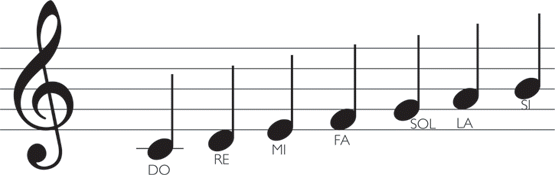 DO RE MI FA SOL LA SI